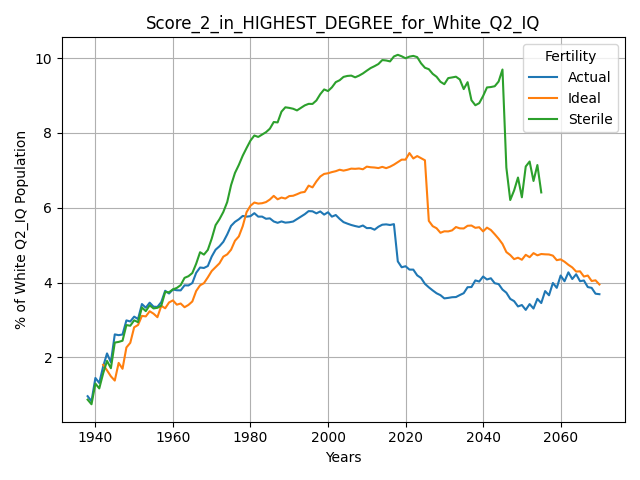 Score_2_in_HIGHEST_DEGREE_for_White_Q2_IQ
% of White Q2_IQ Population
10
8
6
4
2
Fertility
Actual
Ideal
Sterile
1940 1960 1980 2000 2020 2040 2060
Years